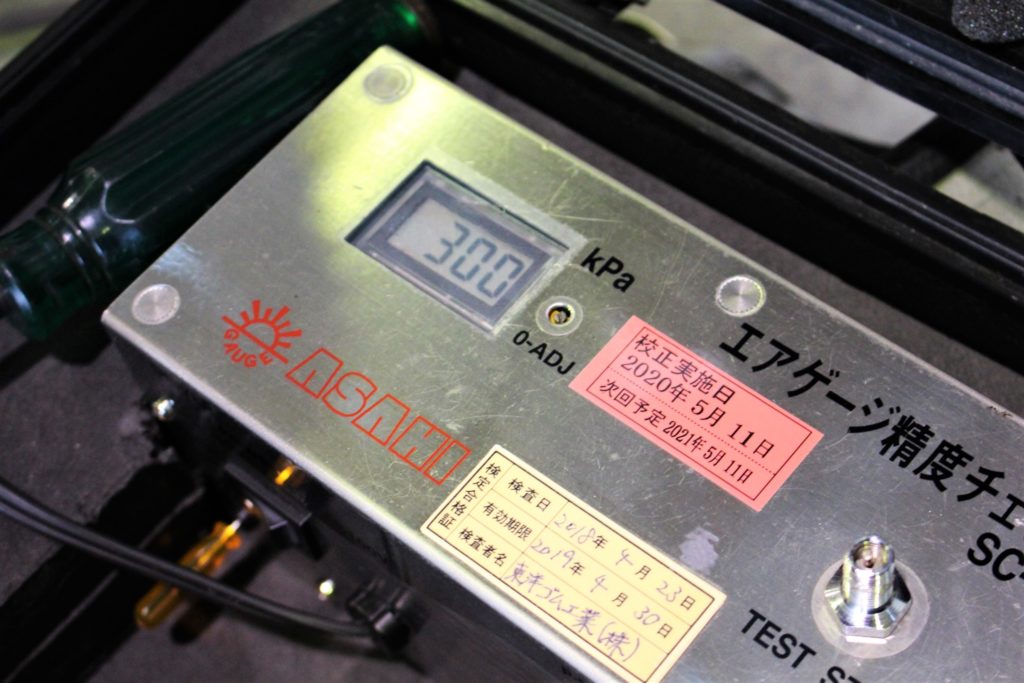 300
kPa
0-ADJ
GAUGE
ASAHI
エアゲージ精度チェ
SC-
校正実施日
2020年 5月 11日
次回予定 2021年 5月 11日
検定合格証
検査日 2018年 4月 23日
有効期限 2019年 4月 30日
検査者名 東洋ゴム工業(株)
TEST